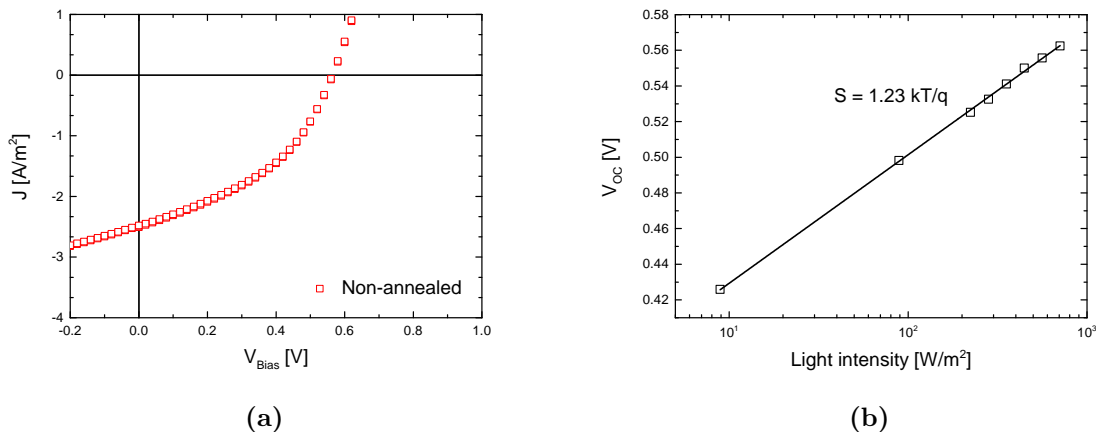 1
0
-1
-2
-3
-4
J [A/m²]
Non-annealed
-0.2 0.0 0.2 0.4 0.6 0.8 1.0
V_Bias [V]
(a)
0.58
0.56
0.54
0.52
0.50
0.48
0.46
0.44
0.42
V_OC [V]
S = 1.23 kT/q
10¹ 10² 10³
Light intensity [W/m²]
(b)